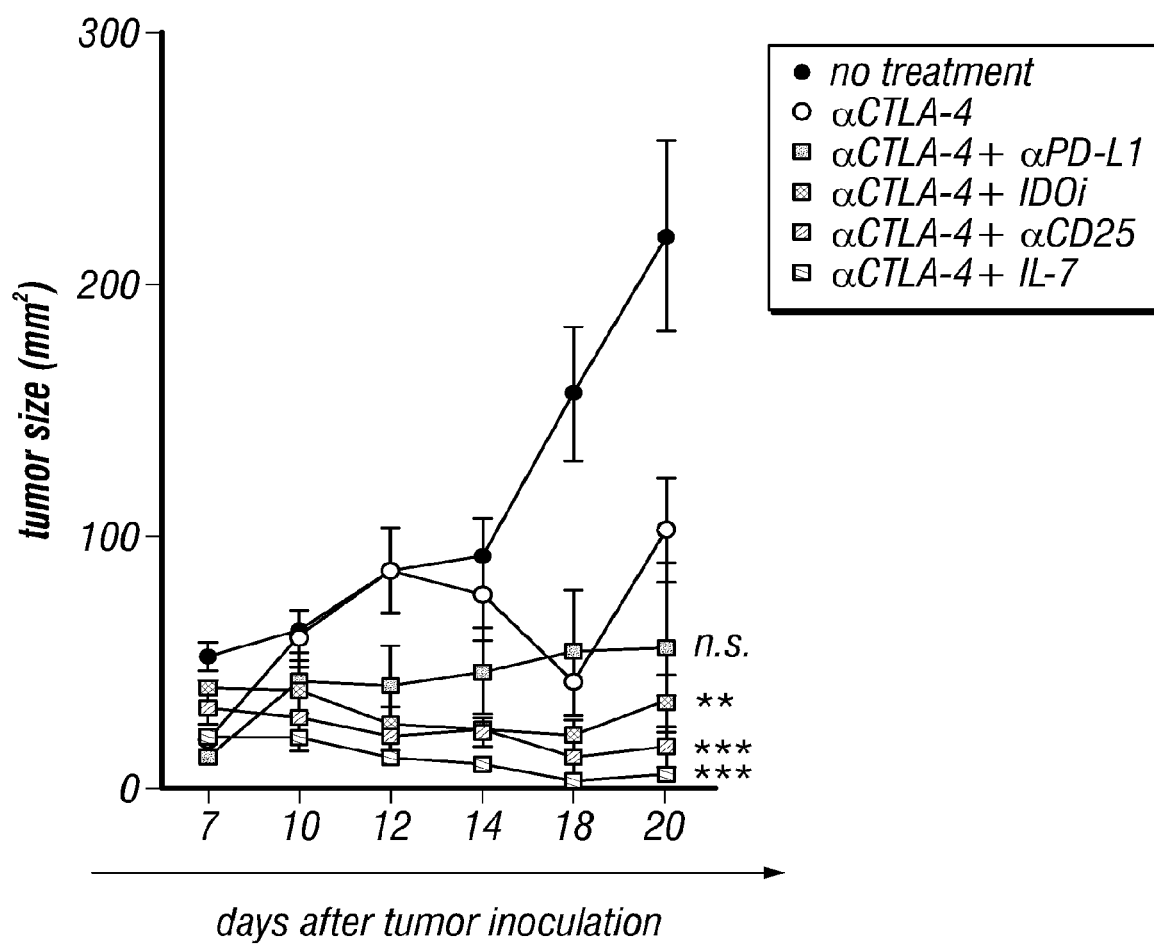 300
200
100
0
tumor size (mm²)
no treatment
αCTLA-4
αCTLA-4 + αPD-L1
αCTLA-4 + IDOi
αCTLA-4 + αCD25
αCTLA-4 + IL-7
n.s.
**
***
***
7 10 12 14 18 20
days after tumor inoculation